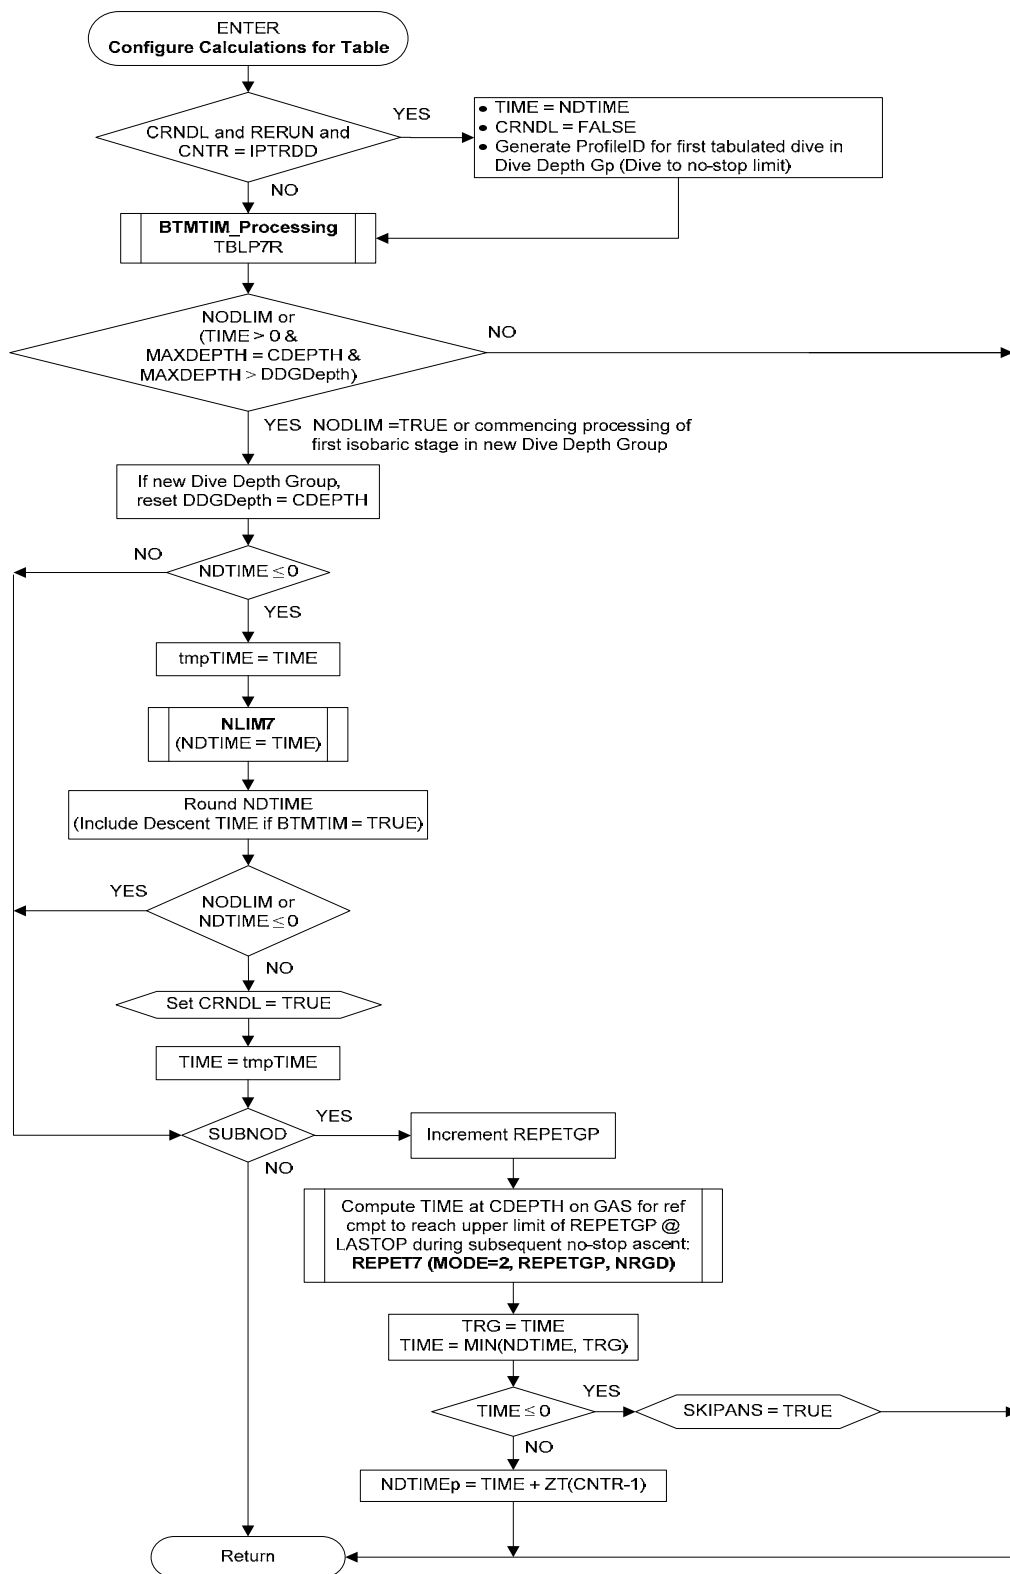 ENTER
Configure Calculations for Table
CRNDL and RERUN and
CNTR = IPTRDD
YES
• TIME = NDTIME
• CRNDL = FALSE
• Generate ProfileID for first tabulated dive in
Dive Depth Gp (Dive to no-stop limit)
NO
BTMTIM_Processing
TBLP7R
NODLIM or
(TIME > 0 &
MAXDEPTH = CDEPTH &
MAXDEPTH > DDGDepth)
NO
YES NODLIM =TRUE or commencing processing of
first isobaric stage in new Dive Depth Group
If new Dive Depth Group,
reset DDGDepth = CDEPTH
NO
NDTIME ≤ 0
YES
tmpTIME = TIME
NLIM7
(NDTIME = TIME)
Round NDTIME
(Include Descent TIME if BTMTIM = TRUE)
YES
NODLIM or
NDTIME ≤ 0
NO
Set CRNDL = TRUE
TIME = tmpTIME
SUBNOD
YES
Increment REPETGP
NO
Compute TIME at CDEPTH on GAS for ref
cmpt to reach upper limit of REPETGP @
LASTOP during subsequent no-stop ascent:
REPET7 (MODE=2, REPETGP, NRGD)
TRG = TIME
TIME = MIN(NDTIME, TRG)
TIME ≤ 0
YES
SKIPANS = TRUE
NO
NDTIMEp = TIME + ZT(CNTR-1)
Return